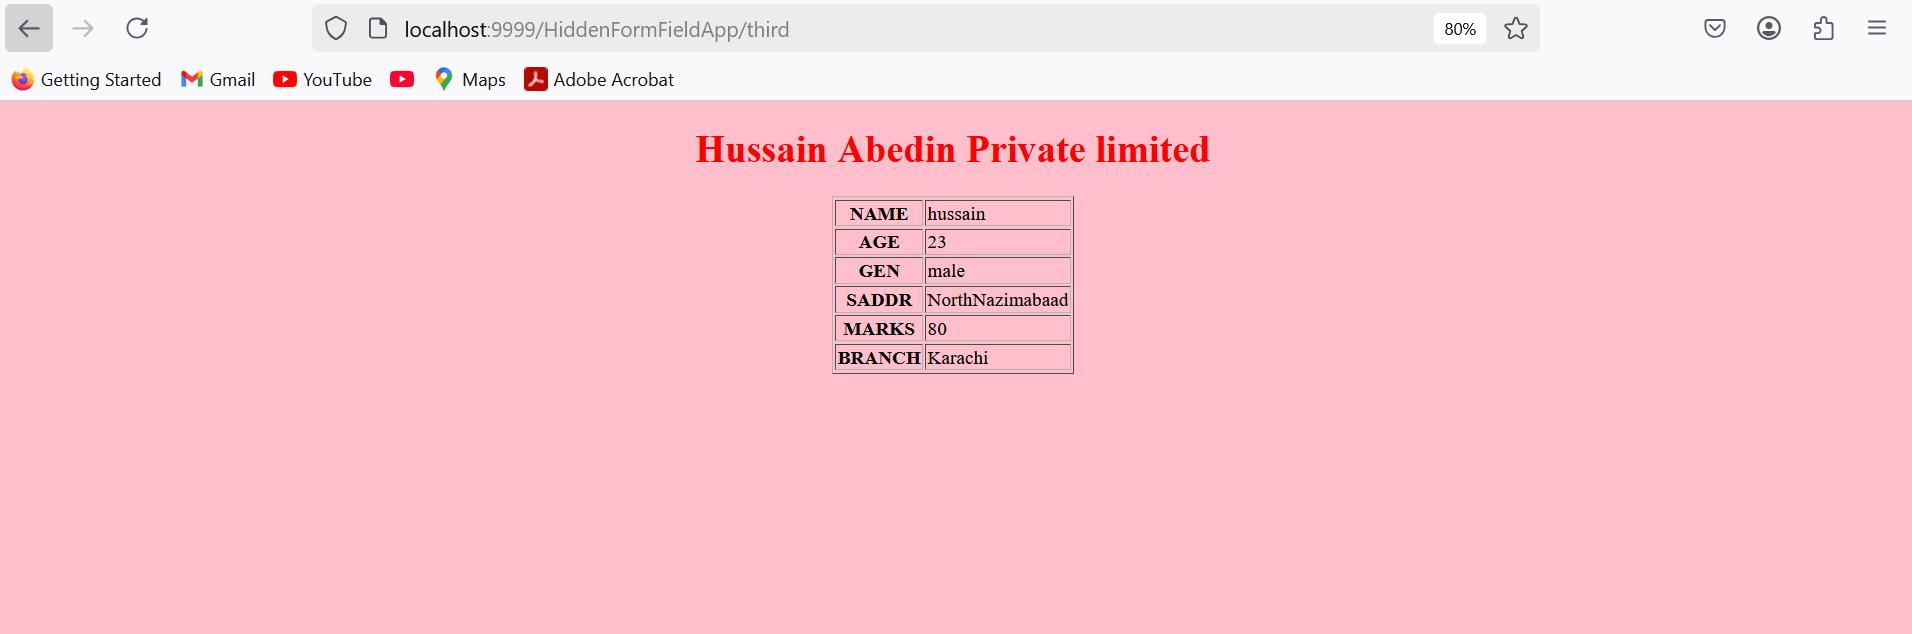 localhost:9999/HiddenFormFieldApp/third 80%
Getting Started Gmail YouTube Maps Adobe Acrobat
Hussain Abedin Private limited
NAME hussain
AGE 23
GEN male
SADDR NorthNazimabaad
MARKS 80
BRANCH Karachi